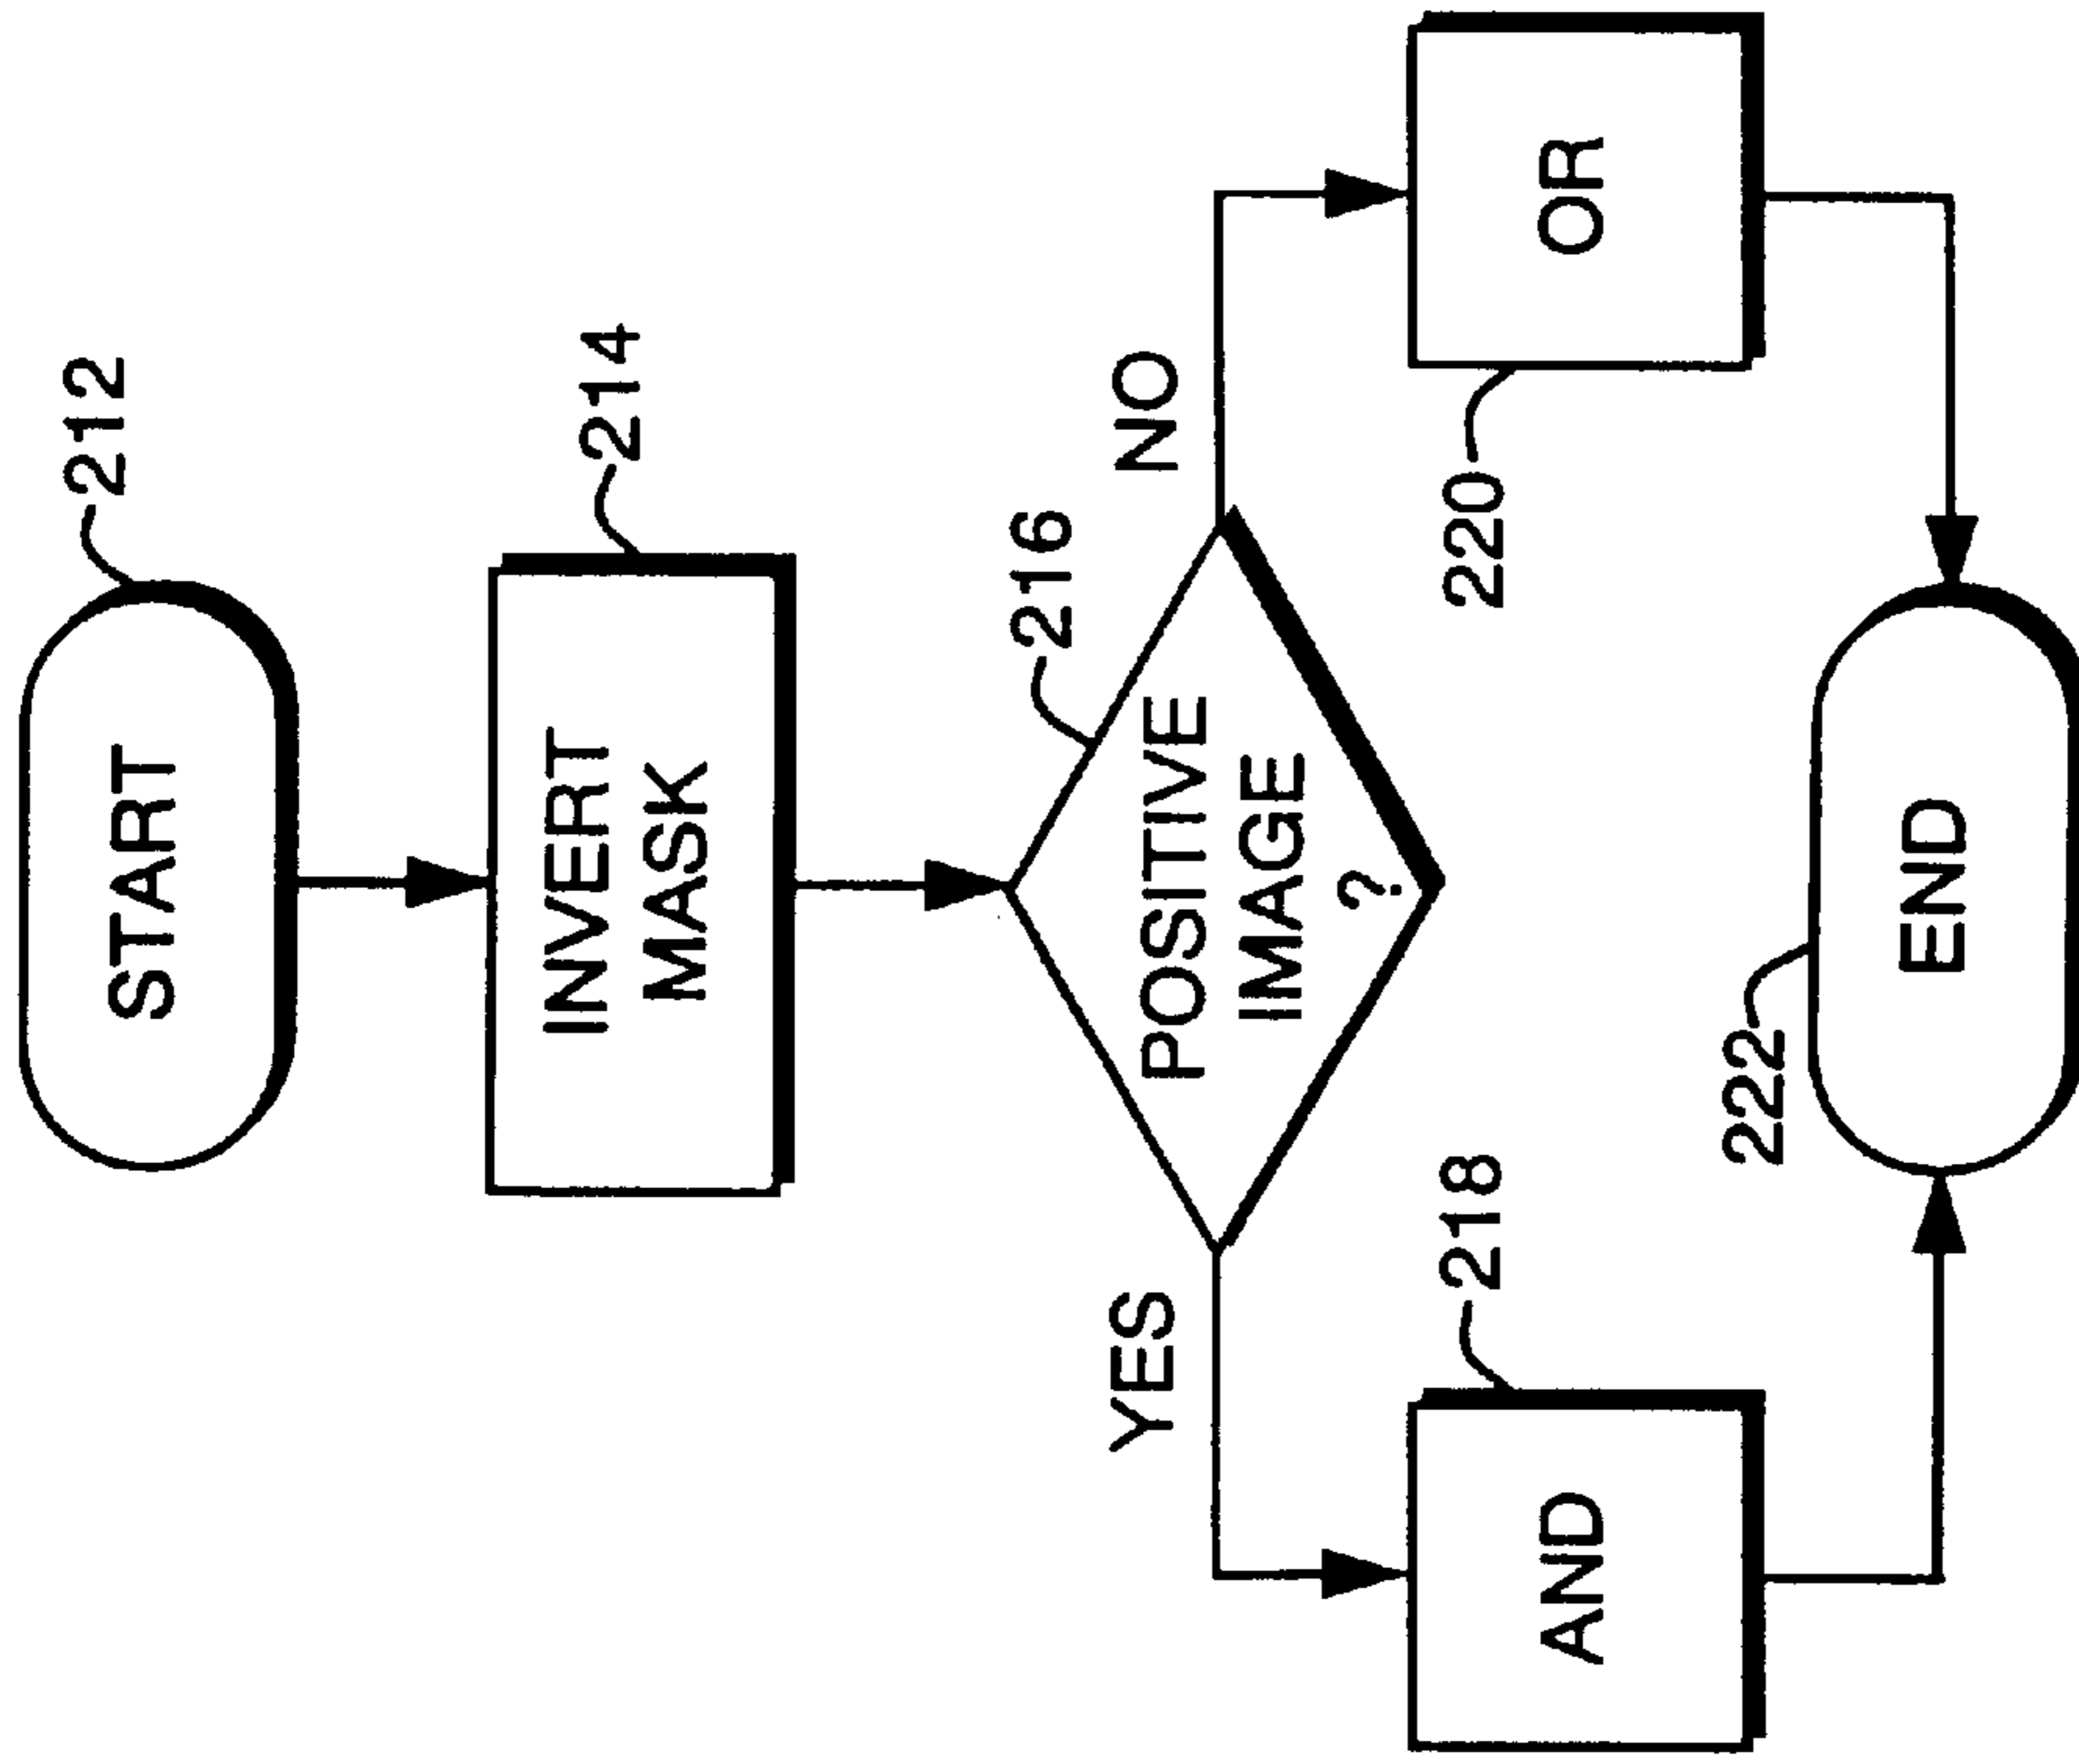 START
212
INVERT
MASK
214
216
POSITIVE
IMAGE
?
YES
NO
218
AND
220
OR
222
END